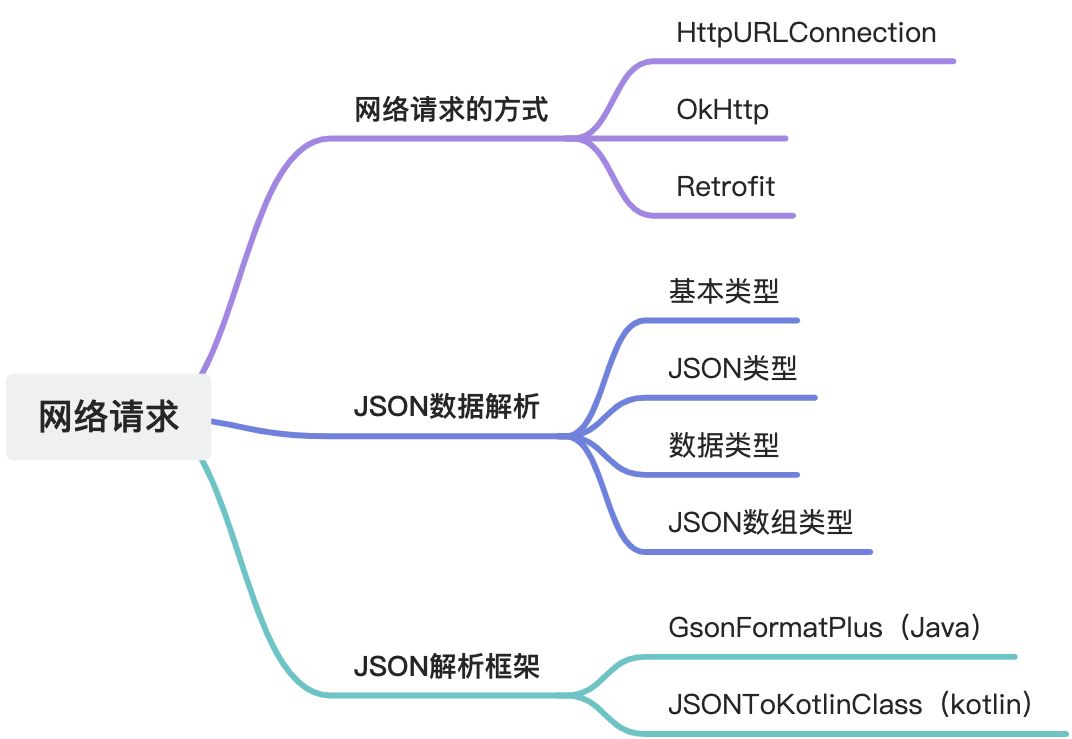 网络请求
网络请求的方式
HttpURLConnection
OkHttp
Retrofit
JSON数据解析
基本类型
JSON类型
数据类型
JSON数组类型
JSON解析框架
GsonFormatPlus（Java）
JSONToKotlinClass（kotlin）